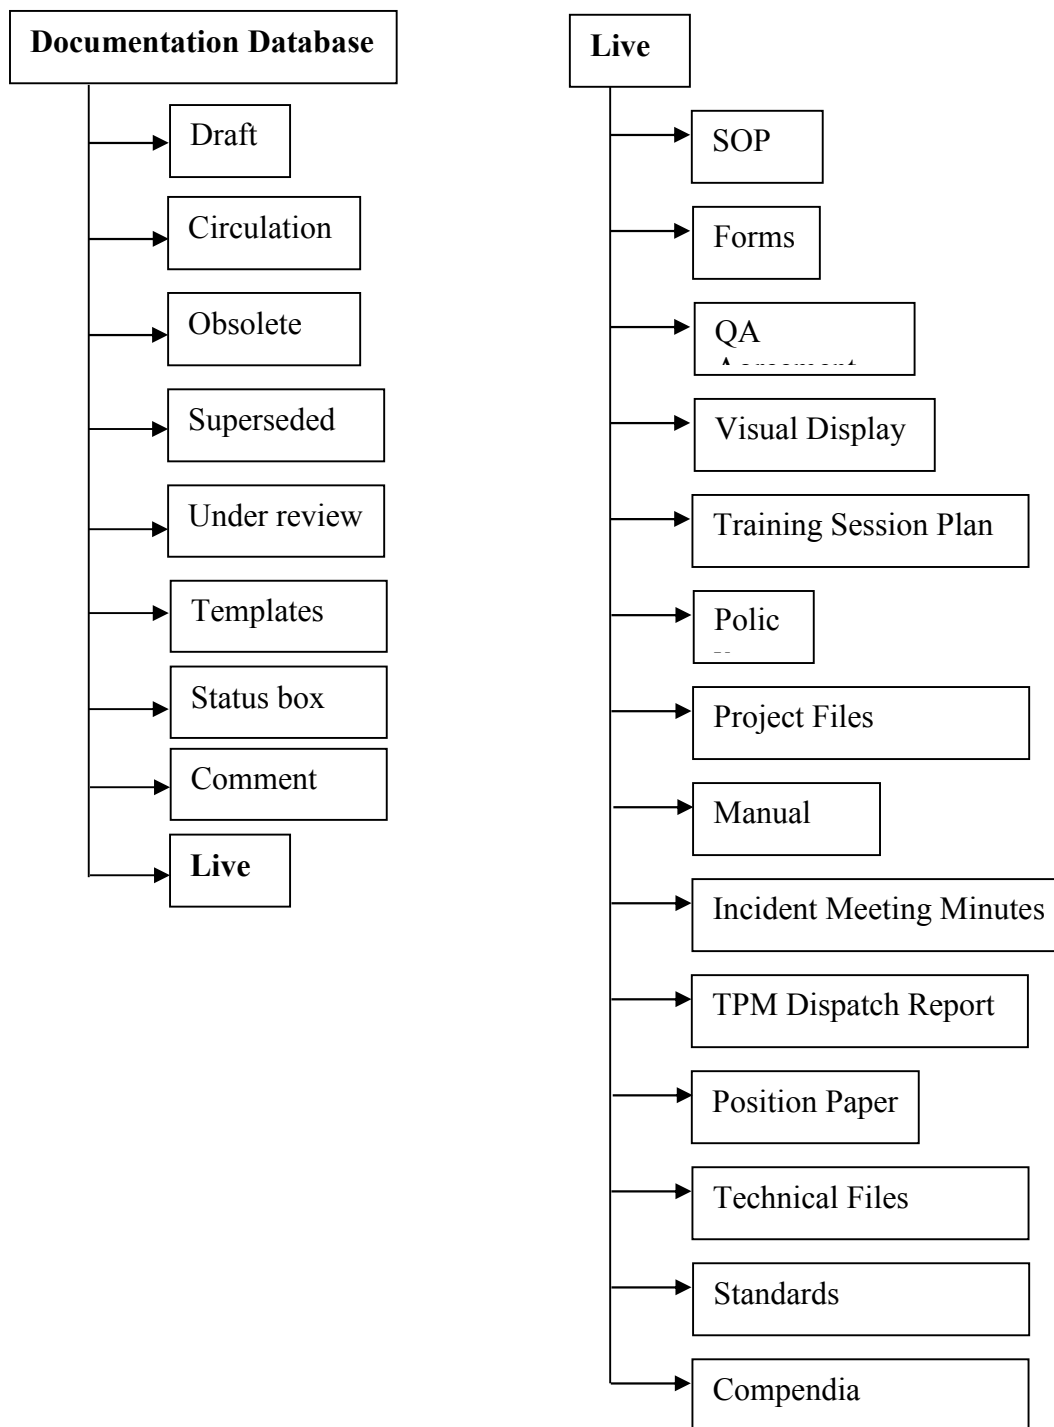 Documentation Database
Draft
Circulation
Obsolete
Superseded
Under review
Templates
Status box
Comment
Live
Live
SOP
Forms
QA
Visual Display
Training Session Plan
Polic
Project Files
Manual
Incident Meeting Minutes
TPM Dispatch Report
Position Paper
Technical Files
Standards
Compendia